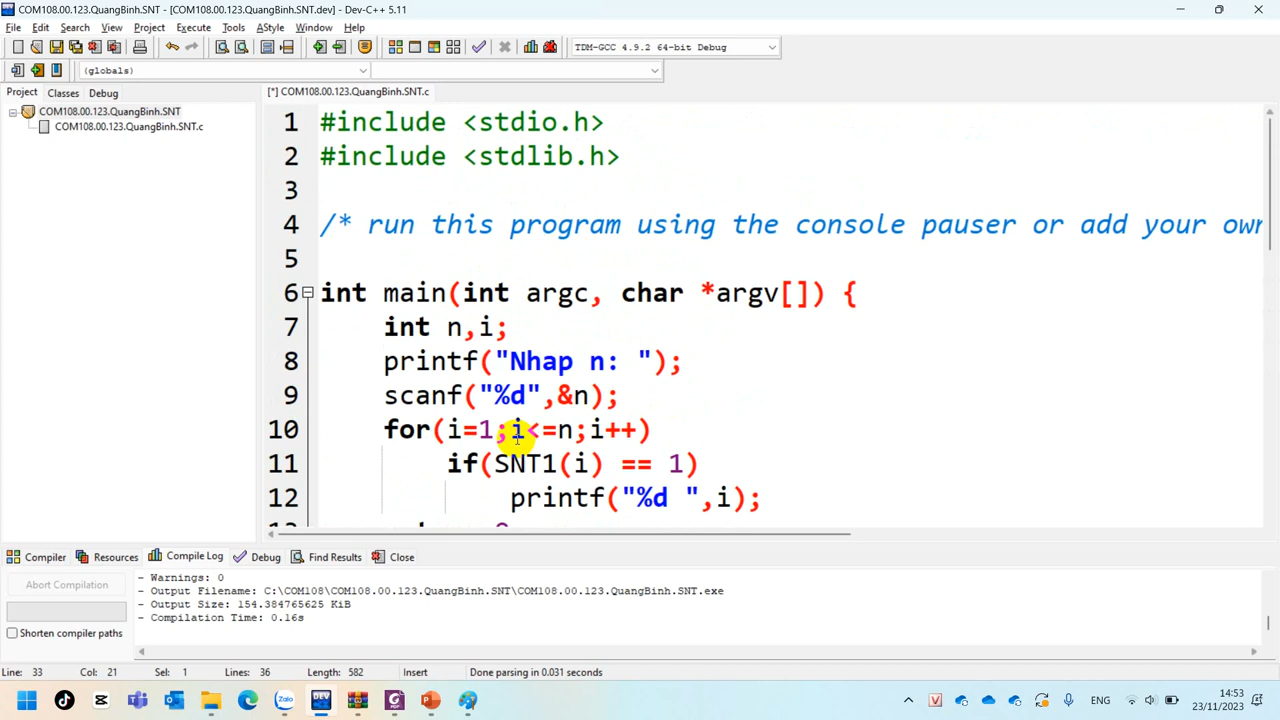 COM108.00.123.QuangBinh.SNT - [COM108.00.123.QuangBinh.SNT.dev] - Dev-C++ 5.11
File Edit Search View Project Execute Tools AStyle Window Help
TDM-GCC 4.9.2 64-bit Debug
(globals)
Project Classes Debug
[*] COM108.00.123.QuangBinh.SNT.c
COM108.00.123.QuangBinh.SNT
COM108.00.123.QuangBinh.SNT.c
1 #include <stdio.h>
2 #include <stdlib.h>
3
4 /* run this program using the console pauser or add your own
5
6 int main(int argc, char *argv[]) {
7 int n,i;
8 printf("Nhap n: ");
9 scanf("%d",&n);
10 for(i=1;i<=n;i++)
11 if(SNT1(i) == 1)
12 printf("%d ",i);
Compiler Resources Compile Log Debug Find Results Close
Abort Compilation
Shorten compiler paths
- Warnings: 0
- Output Filename: C:\COM108\COM108.00.123.QuangBinh.SNT\COM108.00.123.QuangBinh.SNT.exe
- Output Size: 154.384765625 KiB
- Compilation Time: 0.16s
Line: 33 Col: 21 Sel: 1 Lines: 36 Length: 582 Insert Done parsing in 0.031 seconds
Zalo DEV
ENG
14:53
23/11/2023